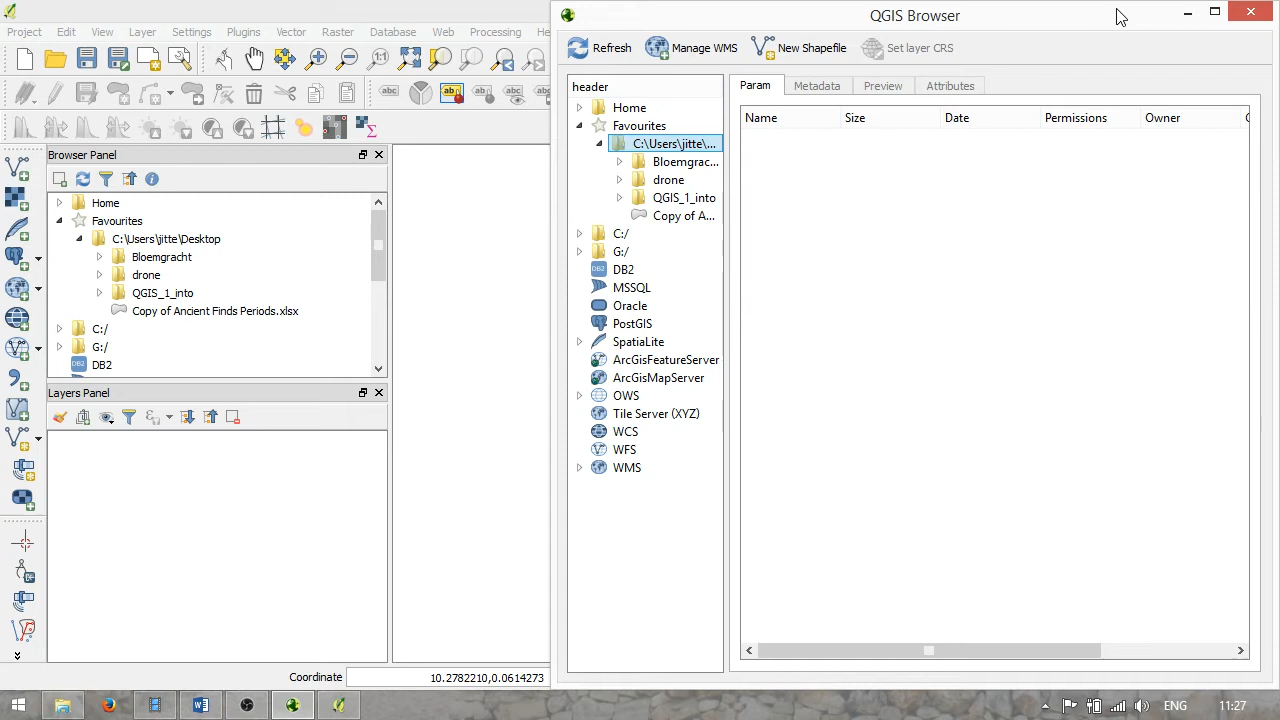 QGIS Browser
Project Edit View Layer Settings Plugins Vector Raster Database Web Processing He
Refresh Manage WMS New Shapefile Set layer CRS
Browser Panel
Home
Favourites
C:\Users\jitte\Desktop
Bloemgracht
drone
QGIS_1_into
Copy of Ancient Finds Periods.xlsx
C:/
G:/
DB2
Layers Panel
Coordinate 10.2782210,0.0614273
header
Home
Favourites
C:\Users\jitte\...
Bloemgrac...
drone
QGIS_1_into
Copy of A...
C:/
G:/
DB2
MSSQL
Oracle
PostGIS
SpatiaLite
ArcGisFeatureServer
ArcGisMapServer
OWS
Tile Server (XYZ)
WCS
WFS
WMS
Param Metadata Preview Attributes
Name Size Date Permissions Owner
ENG 11:27